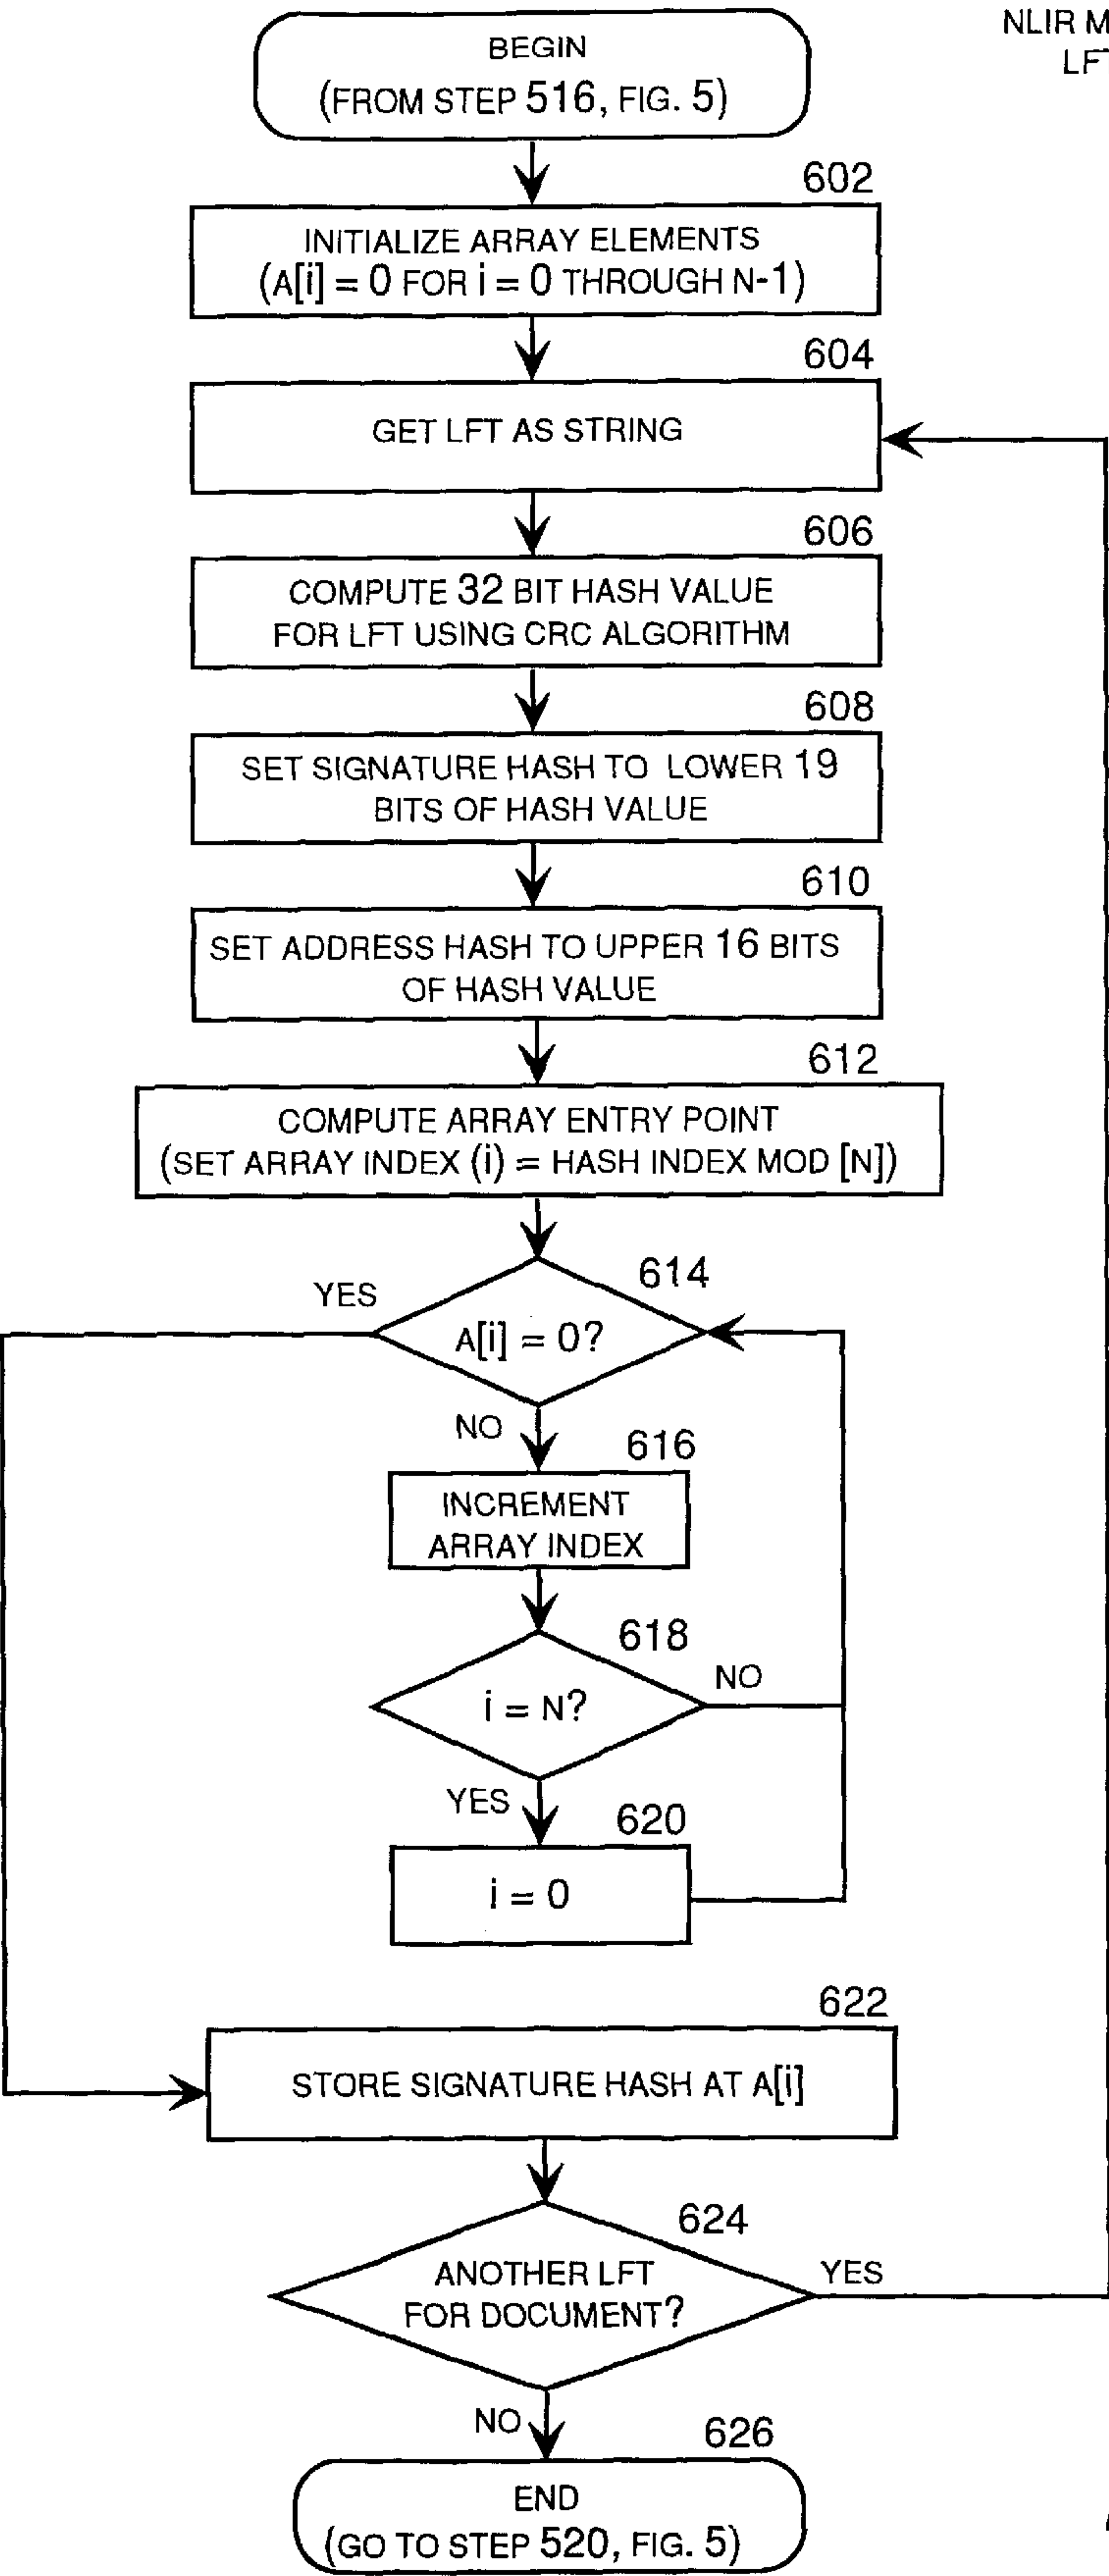 BEGIN
(FROM STEP 516, FIG. 5)
NLIR M
LFT
602
INITIALIZE ARRAY ELEMENTS
(A[i] = 0 FOR i = 0 THROUGH N-1)
604
GET LFT AS STRING
606
COMPUTE 32 BIT HASH VALUE
FOR LFT USING CRC ALGORITHM
608
SET SIGNATURE HASH TO LOWER 19
BITS OF HASH VALUE
610
SET ADDRESS HASH TO UPPER 16 BITS
OF HASH VALUE
612
COMPUTE ARRAY ENTRY POINT
(SET ARRAY INDEX (i) = HASH INDEX MOD [N])
614
YES
A[i] = 0?
NO
616
INCREMENT
ARRAY INDEX
618
NO
i = N?
YES
620
i = 0
622
STORE SIGNATURE HASH AT A[i]
624
ANOTHER LFT
FOR DOCUMENT?
YES
NO
626
END
(GO TO STEP 520, FIG. 5)